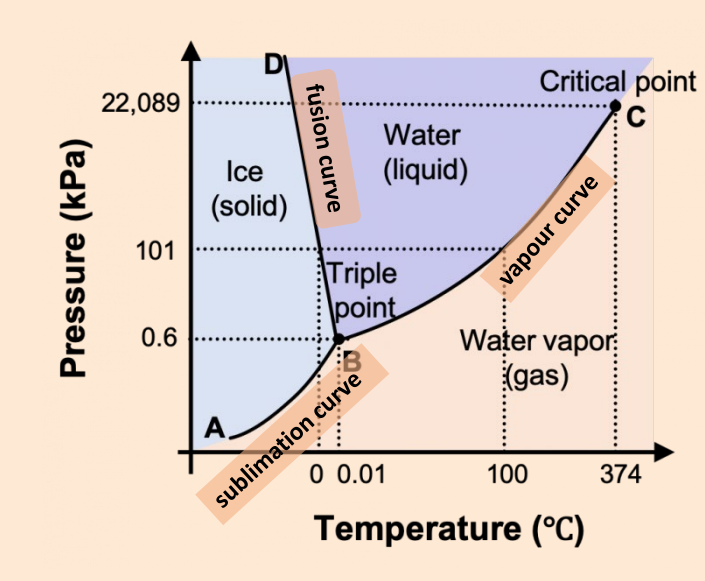 D
Critical point
22,089
C
fusion curve
Water
(liquid)
Ice
(solid)
vapour curve
Pressure (kPa)
101
Triple
point
0.6
Water vapor
(gas)
B
sublimation curve
A
0
0.01
100
374
Temperature (°C)